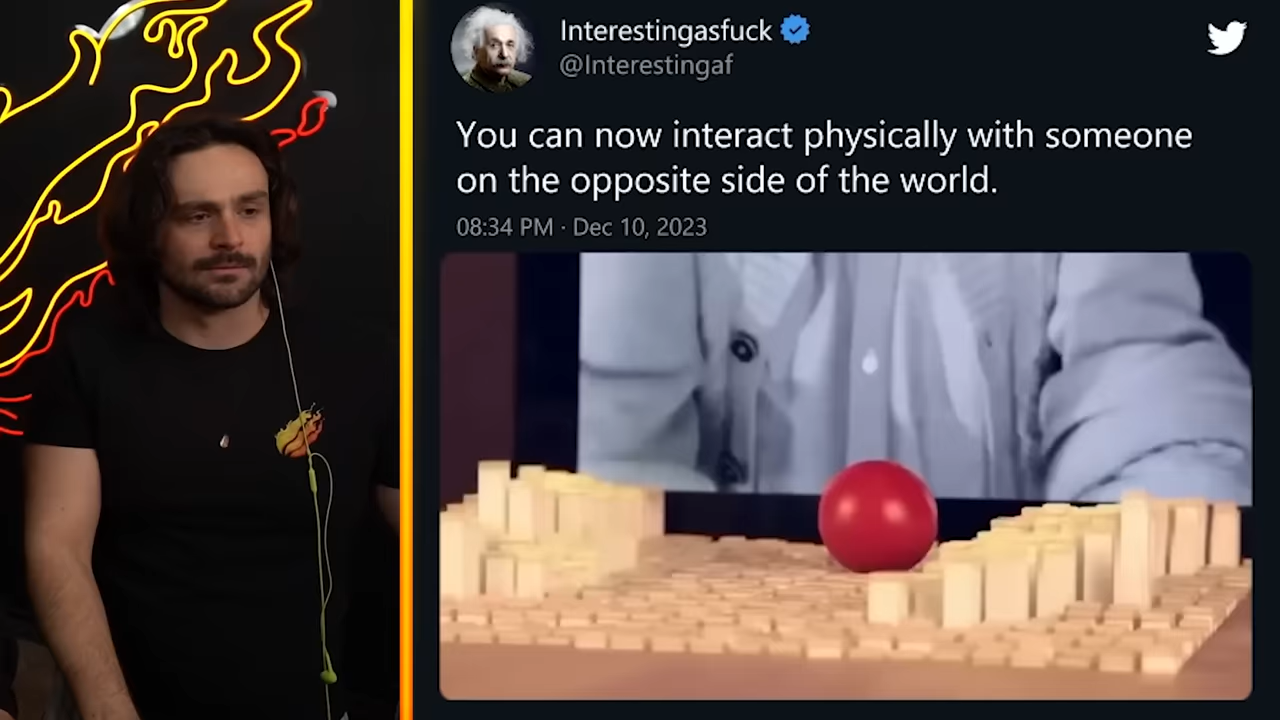 Interestingasfuck
@Interestingaf
You can now interact physically with someone
on the opposite side of the world.
08:34 PM · Dec 10, 2023